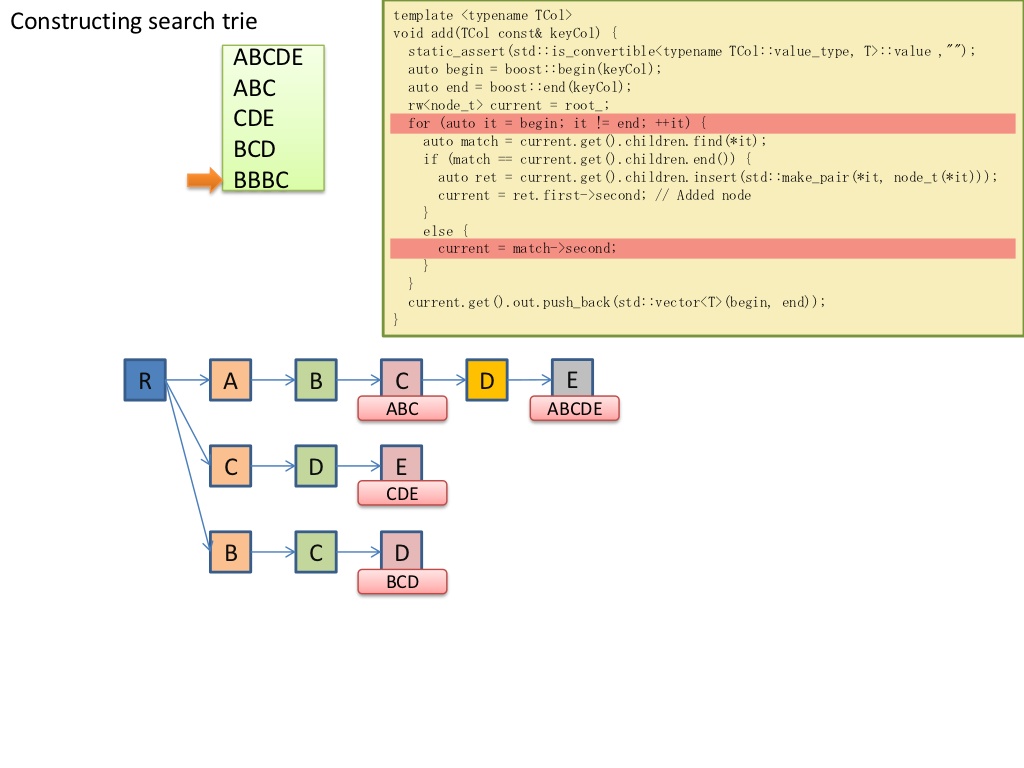 Constructing search trie
ABCDE
ABC
CDE
BCD
BBBC
template <typename TCol>
void add(TCol const& keyCol) {
static_assert(std::is_convertible<typename TCol::value_type, T>::value ,"");
auto begin = boost::begin(keyCol);
auto end = boost::end(keyCol);
rw<node_t> current = root_;
for (auto it = begin; it != end; ++it) {
auto match = current.get().children.find(*it);
if (match == current.get().children.end()) {
auto ret = current.get().children.insert(std::make_pair(*it, node_t(*it)));
current = ret.first->second; // Added node
}
else {
current = match->second;
}
}
current.get().out.push_back(std::vector<T>(begin, end));
}
R A B C D E
ABC ABCDE
C D E
CDE
B C D
BCD